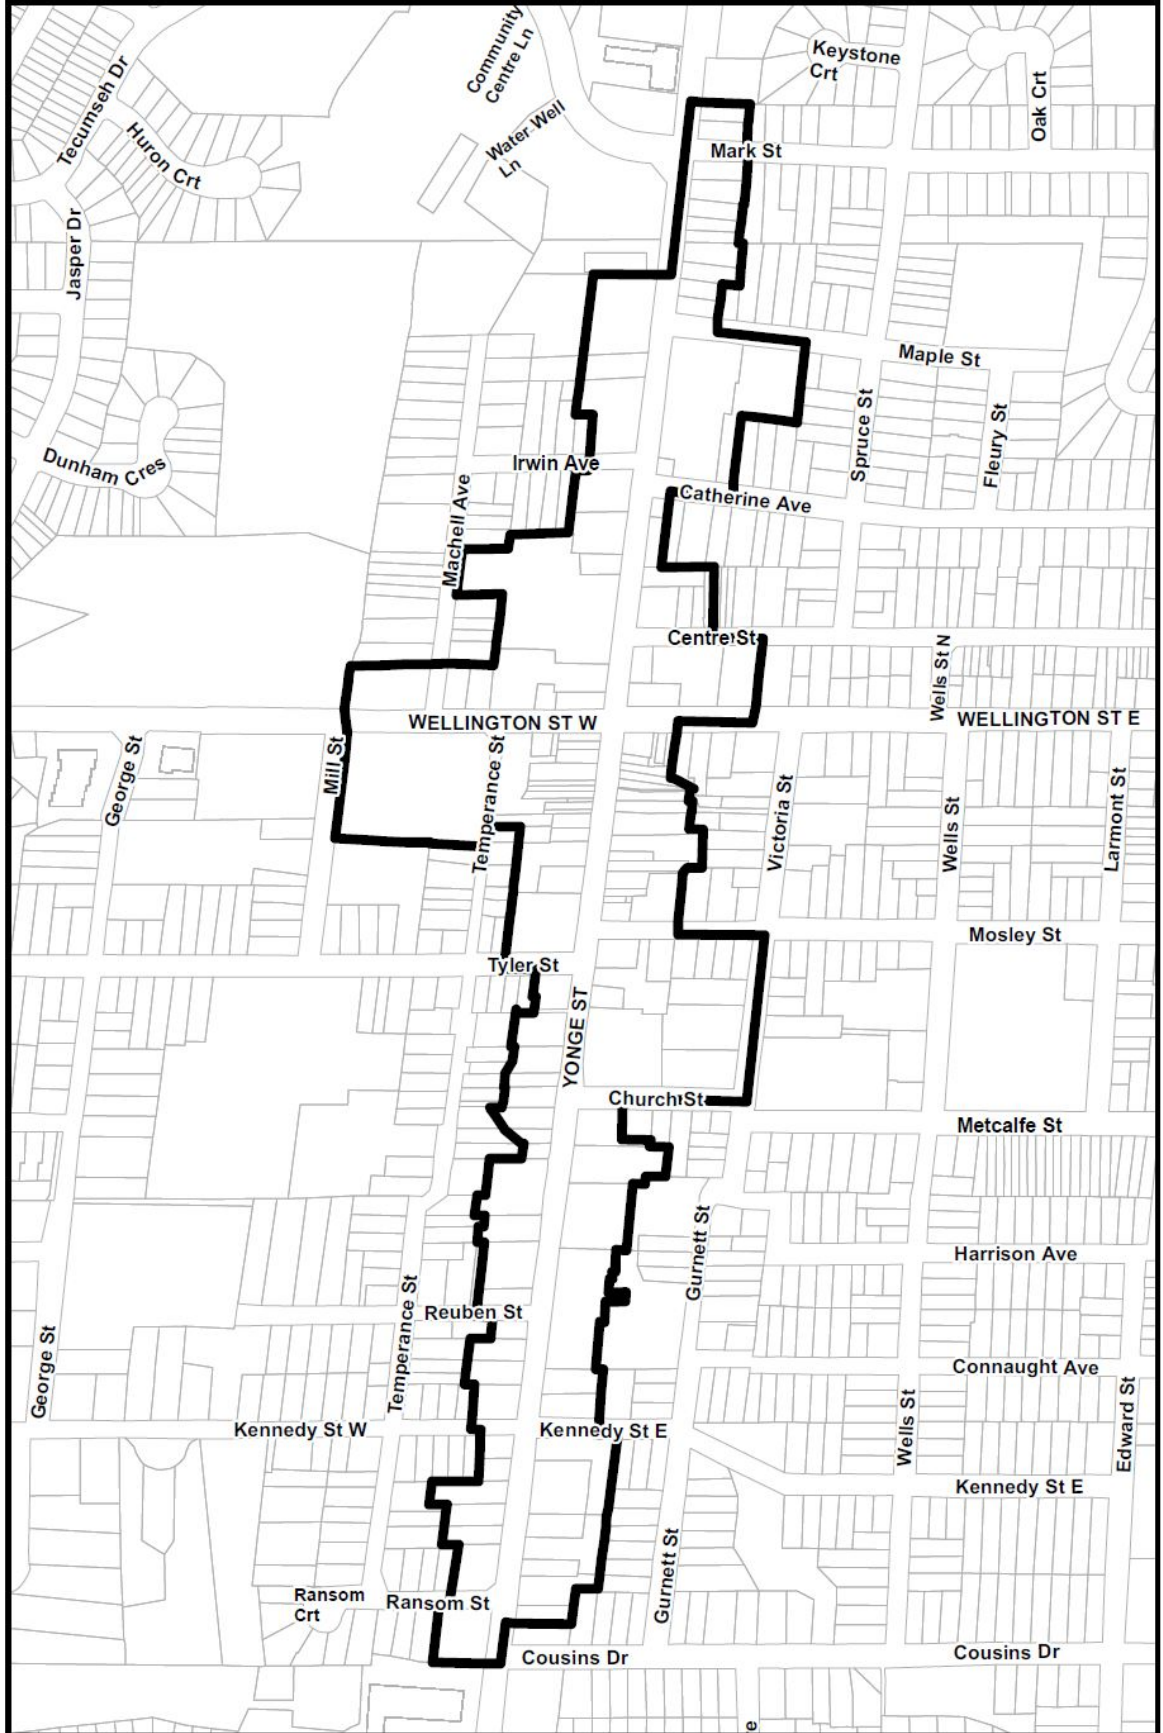 Community
Centre Ln
Keystone
Crt
Oak Crt
Tecumseh Dr
Huron Crt
Water Well
Ln
Mark St
Jasper Dr
Maple St
Spruce St
Fleury St
Dunham Cres
Irwin Ave
Machell Ave
Catherine Ave
Centre St
Wells St N
WELLINGTON ST W
WELLINGTON ST E
George St
Mill St
Temperance St
Victoria St
Wells St
Larmont St
Tyler St
Mosley St
YONGE ST
Church St
Metcalfe St
Gurnett St
Harrison Ave
Temperance St
Reuben St
George St
Connaught Ave
Wells St
Edward St
Kennedy St W
Kennedy St E
Kennedy St E
Gurnett St
Ransom
Crt
Ransom St
Cousins Dr
Cousins Dr
e